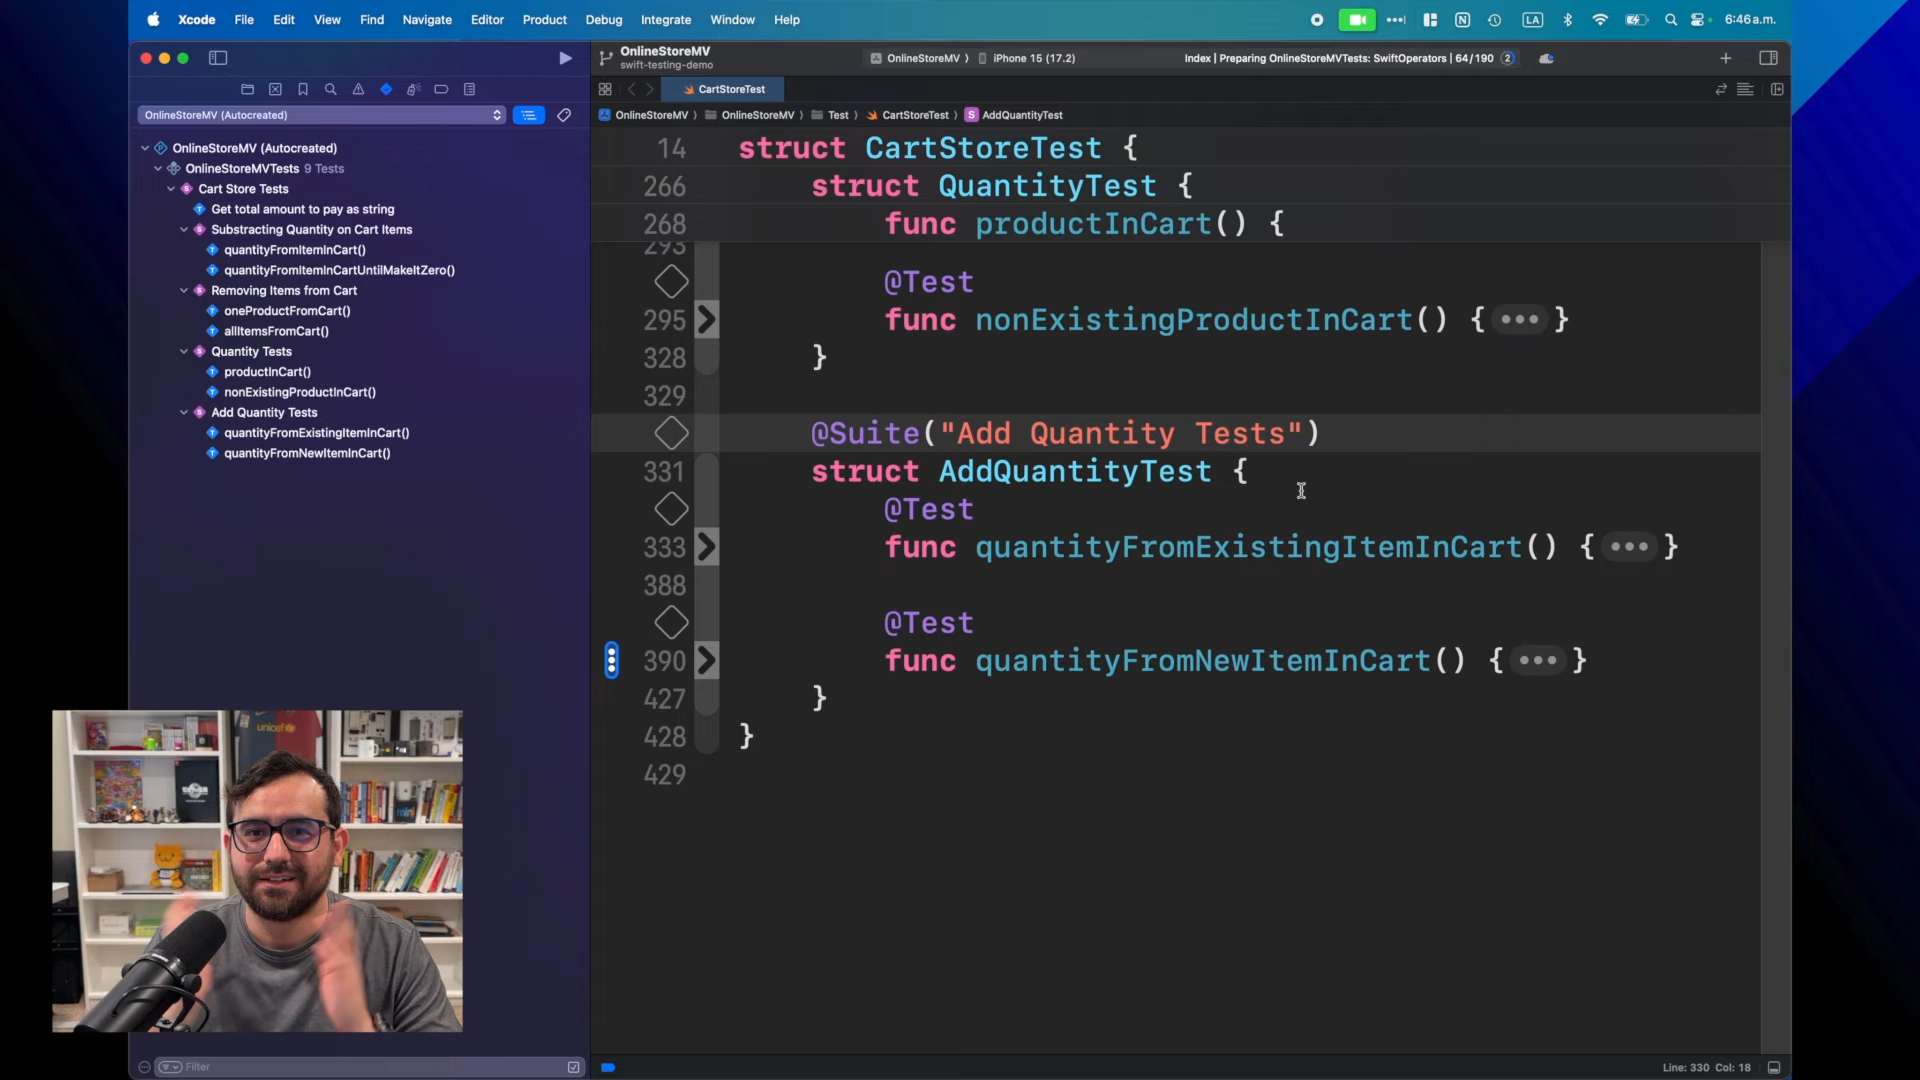 Xcode File Edit View Find Navigate Editor Product Debug Integrate Window Help
LA
6:46 a.m.
OnlineStoreMV
swift-testing-demo
OnlineStoreMV
iPhone 15 (17.2)
Index | Preparing OnlineStoreMVTests: SwiftOperators | 64/190
2
CartStoreTest
OnlineStoreMV (Autocreated)
OnlineStoreMV
OnlineStoreMV
Test
CartStoreTest
S
AddQuantityTest
OnlineStoreMV (Autocreated)
OnlineStoreMVTests 9 Tests
Cart Store Tests
Get total amount to pay as string
Substracting Quantity on Cart Items
quantityFromItemInCart()
quantityFromItemInCartUntilMakeItZero()
Removing Items from Cart
oneProductFromCart()
allItemsFromCart()
Quantity Tests
productInCart()
nonExistingProductInCart()
Add Quantity Tests
quantityFromExistingItemInCart()
quantityFromNewItemInCart()
14 struct CartStoreTest {
266 struct QuantityTest {
268 func productInCart() {
293
@Test
295 func nonExistingProductInCart() {•••}
328 }
329
@Suite("Add Quantity Tests")
331 struct AddQuantityTest {
@Test
333 func quantityFromExistingItemInCart() {•••}
388
@Test
390 func quantityFromNewItemInCart() {•••}
427 }
428 }
429
unicef
mini
Filter
Line: 330 Col: 18